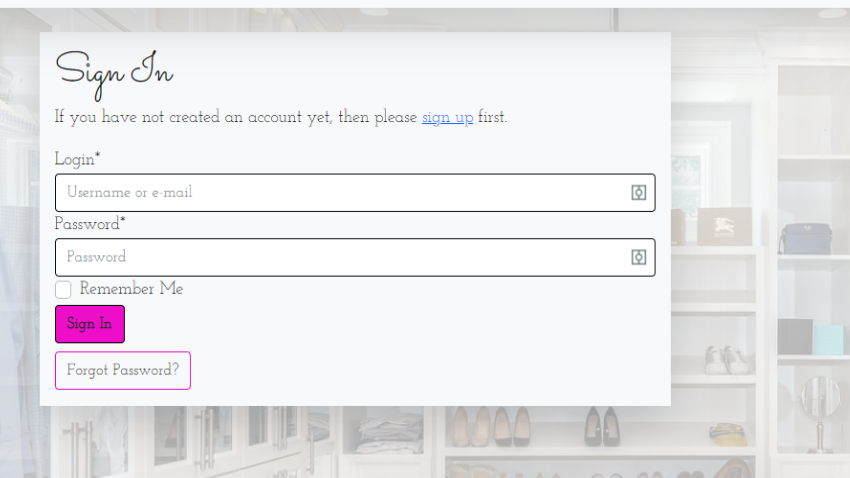 Sign In
If you have not created an account yet, then please sign up first.
Login*
Username or e-mail
Password*
Password
Remember Me
Sign In
Forgot Password?